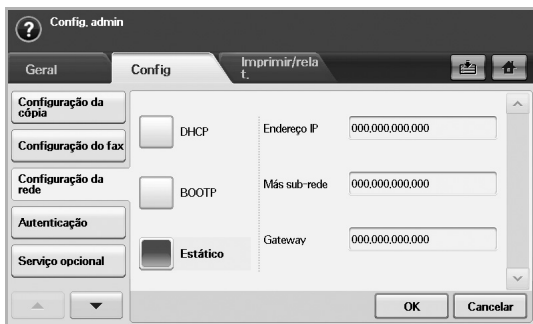 ?
Config. admin
Geral
Config
Imprimir/rela
t.
Configuração da
cópia
Configuração do fax
Configuração da
rede
Autenticação
Serviço opcional
DHCP
BOOTP
Estático
Endereço IP
000,000,000,000
Más sub-rede
000,000,000,000
Gateway
000,000,000,000
OK
Cancelar